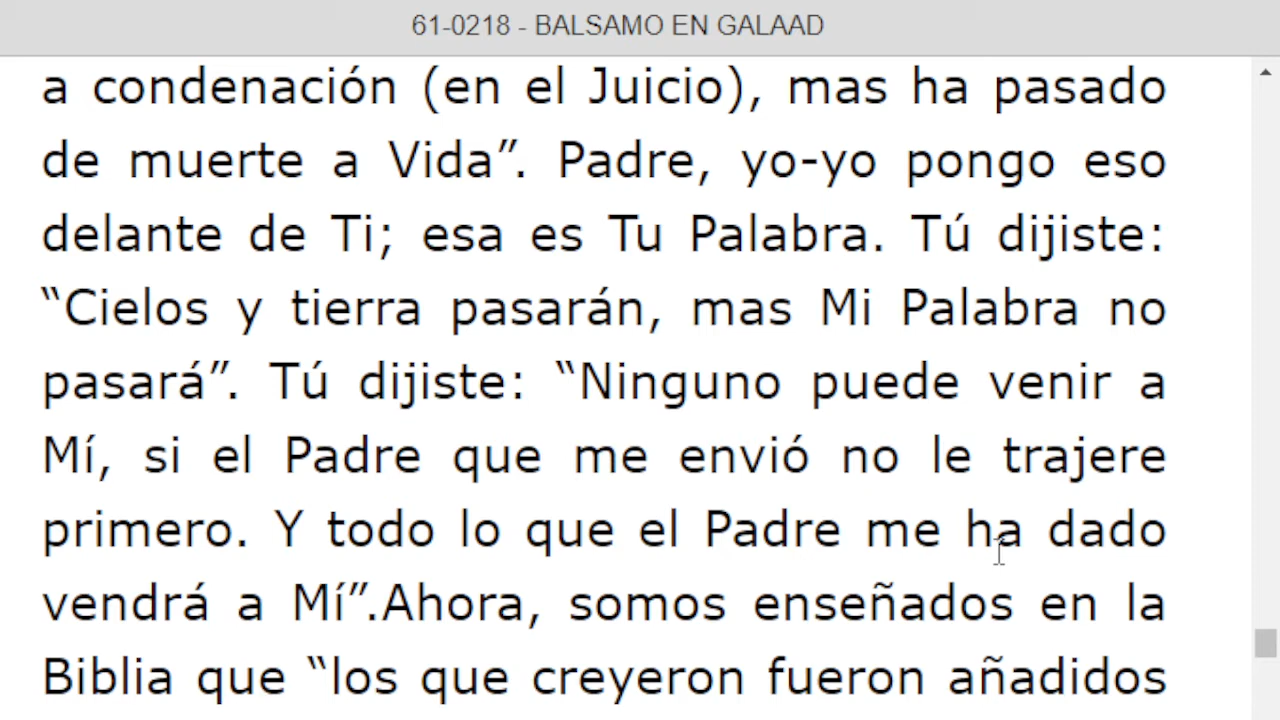 61-0218 - BALSAMO EN GALAAD
a condenación (en el Juicio), mas ha pasado
de muerte a Vida”. Padre, yo-yo pongo eso
delante de Ti; esa es Tu Palabra. Tú dijiste:
“Cielos y tierra pasarán, mas Mi Palabra no
pasará”. Tú dijiste: “Ninguno puede venir a
Mí, si el Padre que me envió no le trajere
primero. Y todo lo que el Padre me ha dado
vendrá a Mí”.Ahora, somos enseñados en la
Biblia que “los que creyeron fueron añadidos